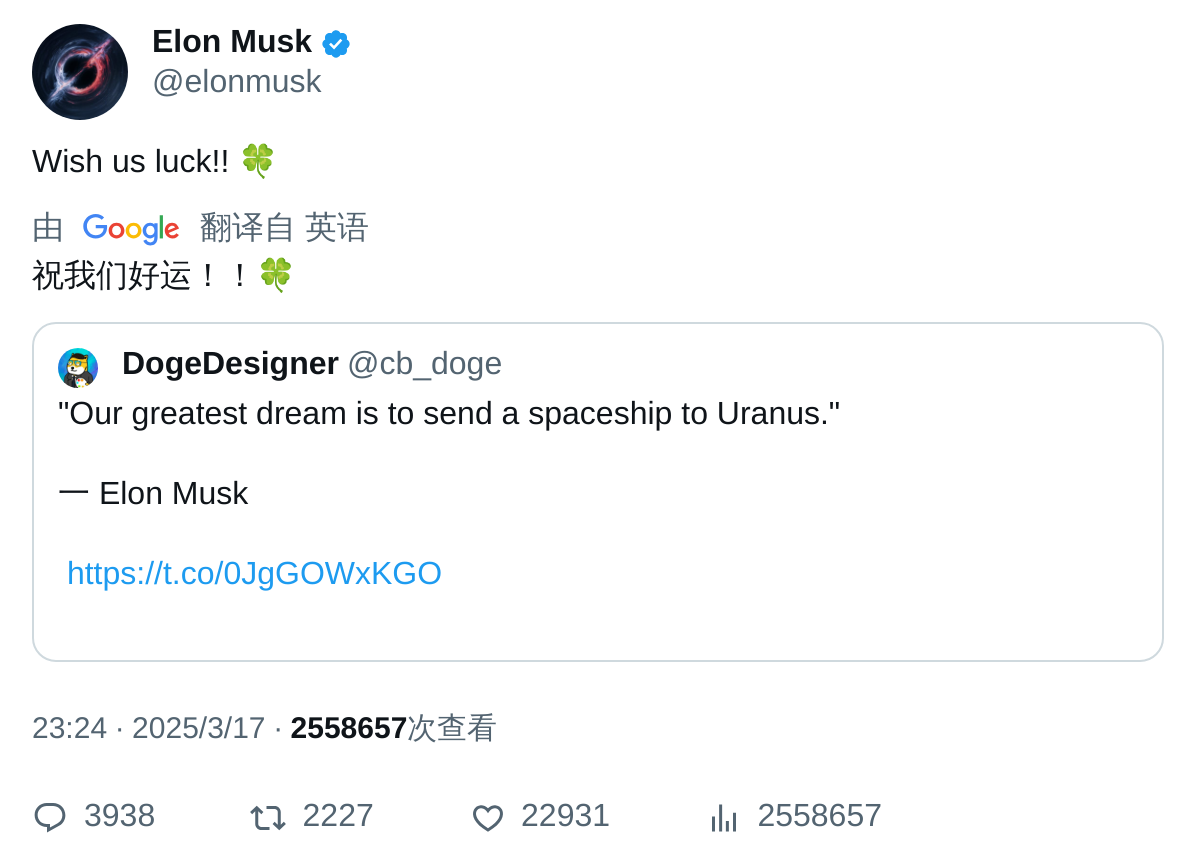 Elon Musk
@elonmusk
Wish us luck!! 🍀
由 Google 翻译自 英语
祝我们好运！！🍀
DogeDesigner @cb_doge
"Our greatest dream is to send a spaceship to Uranus."
一 Elon Musk
https://t.co/0JgGOWxKGO
23:24 · 2025/3/17 · 2558657次查看
3938 2227 22931 2558657